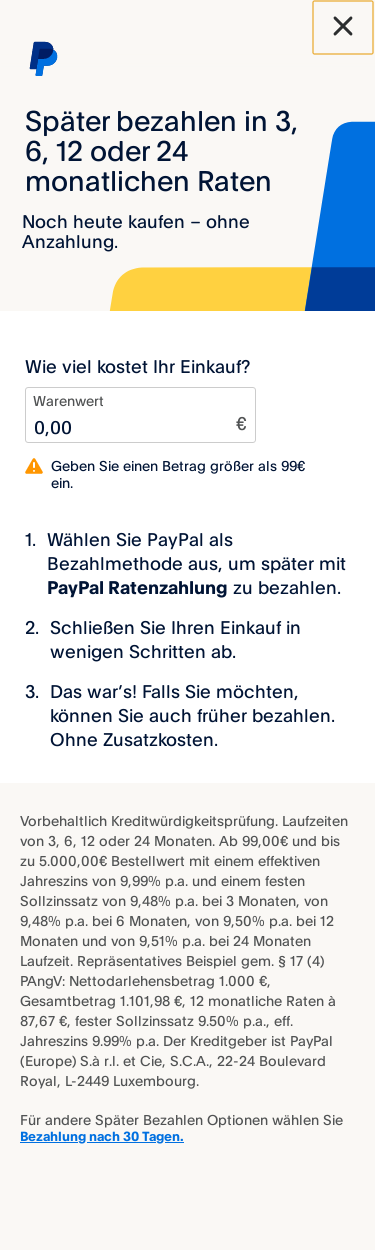 Später bezahlen in 3,
6, 12 oder 24
monatlichen Raten
Noch heute kaufen – ohne
Anzahlung.
Wie viel kostet Ihr Einkauf?
Warenwert
0,00 €
Geben Sie einen Betrag größer als 99€
ein.
1. Wählen Sie PayPal als
Bezahlmethode aus, um später mit
PayPal Ratenzahlung zu bezahlen.
2. Schließen Sie Ihren Einkauf in
wenigen Schritten ab.
3. Das war’s! Falls Sie möchten,
können Sie auch früher bezahlen.
Ohne Zusatzkosten.
Vorbehaltlich Kreditwürdigkeitsprüfung. Laufzeiten
von 3, 6, 12 oder 24 Monaten. Ab 99,00€ und bis
zu 5.000,00€ Bestellwert mit einem effektiven
Jahreszins von 9,99% p.a. und einem festen
Sollzinssatz von 9,48% p.a. bei 3 Monaten, von
9,48% p.a. bei 6 Monaten, von 9,50% p.a. bei 12
Monaten und von 9,51% p.a. bei 24 Monaten
Laufzeit. Repräsentatives Beispiel gem. § 17 (4)
PAngV: Nettodarlehensbetrag 1.000 €,
Gesamtbetrag 1.101,98 €, 12 monatliche Raten à
87,67 €, fester Sollzinssatz 9.50% p.a., eff.
Jahreszins 9.99% p.a. Der Kreditgeber ist PayPal
(Europe) S.à r.l. et Cie, S.C.A., 22-24 Boulevard
Royal, L-2449 Luxembourg.
Für andere Später Bezahlen Optionen wählen Sie
Bezahlung nach 30 Tagen.